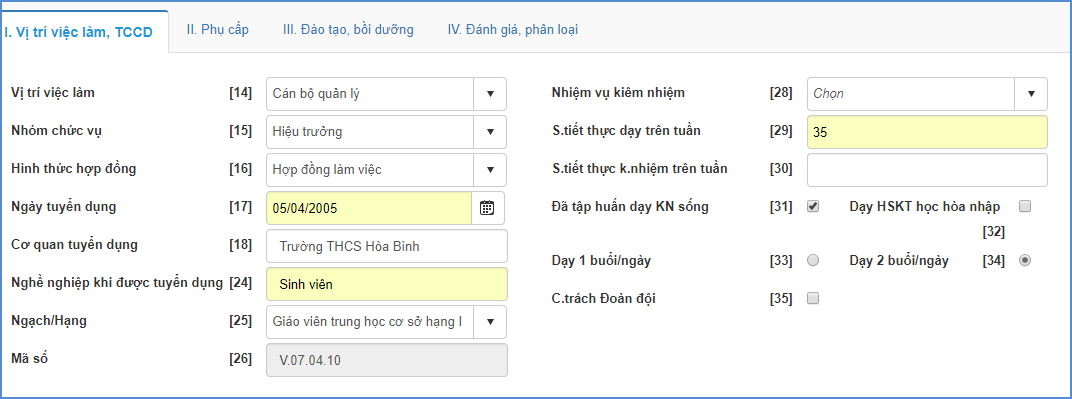 I. Vị trí việc làm, TCCD
II. Phụ cấp
III. Đào tạo, bồi dưỡng
IV. Đánh giá, phân loại
Vị trí việc làm [14] Cán bộ quản lý
Nhóm chức vụ [15] Hiệu trưởng
Hình thức hợp đồng [16] Hợp đồng làm việc
Ngày tuyển dụng [17] 05/04/2005
Cơ quan tuyển dụng [18] Trường THCS Hòa Bình
Nghề nghiệp khi được tuyển dụng [24] Sinh viên
Ngạch/Hạng [25] Giáo viên trung học cơ sở hạng I
Mã số [26] V.07.04.10
Nhiệm vụ kiêm nhiệm [28] Chọn
S.tiết thực dạy trên tuần [29] 35
S.tiết thực k.nhiệm trên tuần [30]
Đã tập huấn dạy KN sống [31] Dạy HSKT học hòa nhập
[32]
Dạy 1 buổi/ngày [33] Dạy 2 buổi/ngày [34]
C.trách Đoàn đội [35]